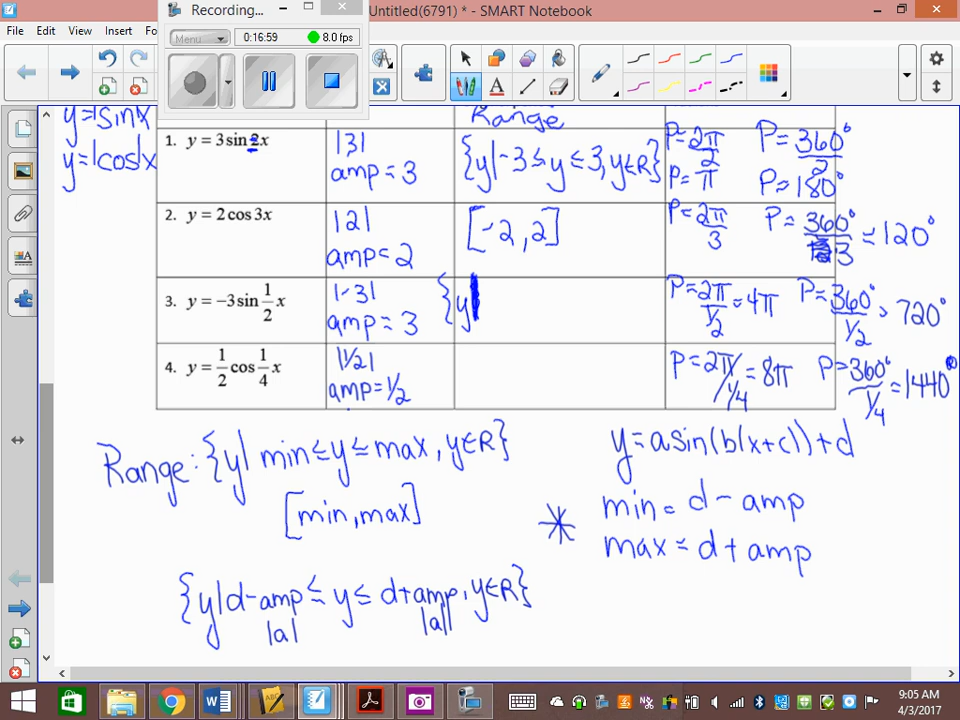 Recording...
Untitled(6791) * - SMART Notebook
File Edit View Insert For
Menu 0:16:59 8.0 fps
y=1sinx
y=1cos1x
Range
1. y = 3 sin 2x
|3|
amp = 3
{y|-3≤y≤3, y∈R}
P=2π/2
P=π
P=360°/2
P=180°
2. y = 2 cos 3x
|2|
amp=2
[-2,2]
P=2π/3
P=360°/3=120°
3. y = -3 sin 1/2 x
|-3|
amp=3
{y|
P=2π/1/2=4π
P=360°/1/2=720°
4. y = 1/2 cos 1/4 x
|1/2|
amp=1/2
P=2π/1/4=8π
P=360°/1/4=1440°
Range: {y| min≤y≤max, y∈R}
[min, max]
y=asin(b(x+c))+d
* min= d-amp
max= d+amp
{y|d-amp≤y≤d+amp, y∈R}
|a| |a|
9:05 AM
4/3/2017